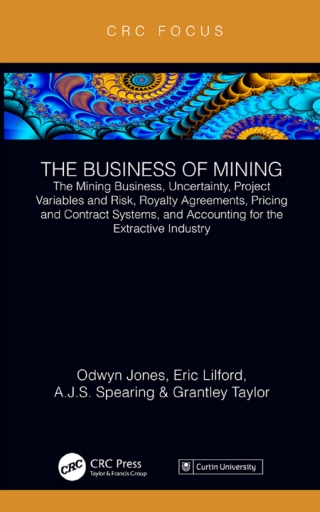 CRC FOCUS
THE BUSINESS OF MINING
The Mining Business, Uncertainty, Project
Variables and Risk, Royalty Agreements, Pricing
and Contract Systems, and Accounting for the
Extractive Industry
Odwyn Jones, Eric Lilford,
A.J.S. Spearing & Grantley Taylor
CRC
CRC Press
Taylor & Francis Group
Curtin University